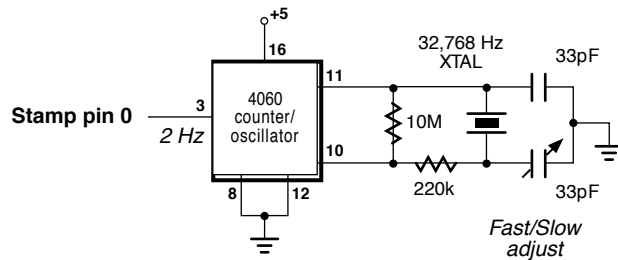 +5
16
32,768 Hz
XTAL
33pF
11
3
4060
counter/
oscillator
Stamp pin 0
2 Hz
10M
10
220k
8
12
33pF
Fast/Slow
adjust